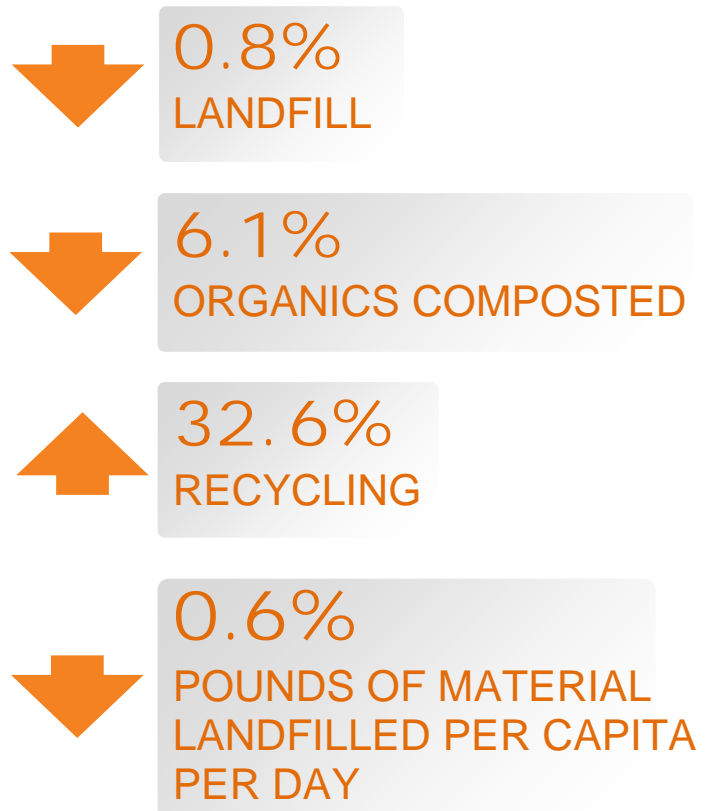 0.8%
LANDFILL
6.1%
ORGANICS COMPOSTED
32.6%
RECYCLING
0.6%
POUNDS OF MATERIAL
LANDFILLED PER CAPITA
PER DAY